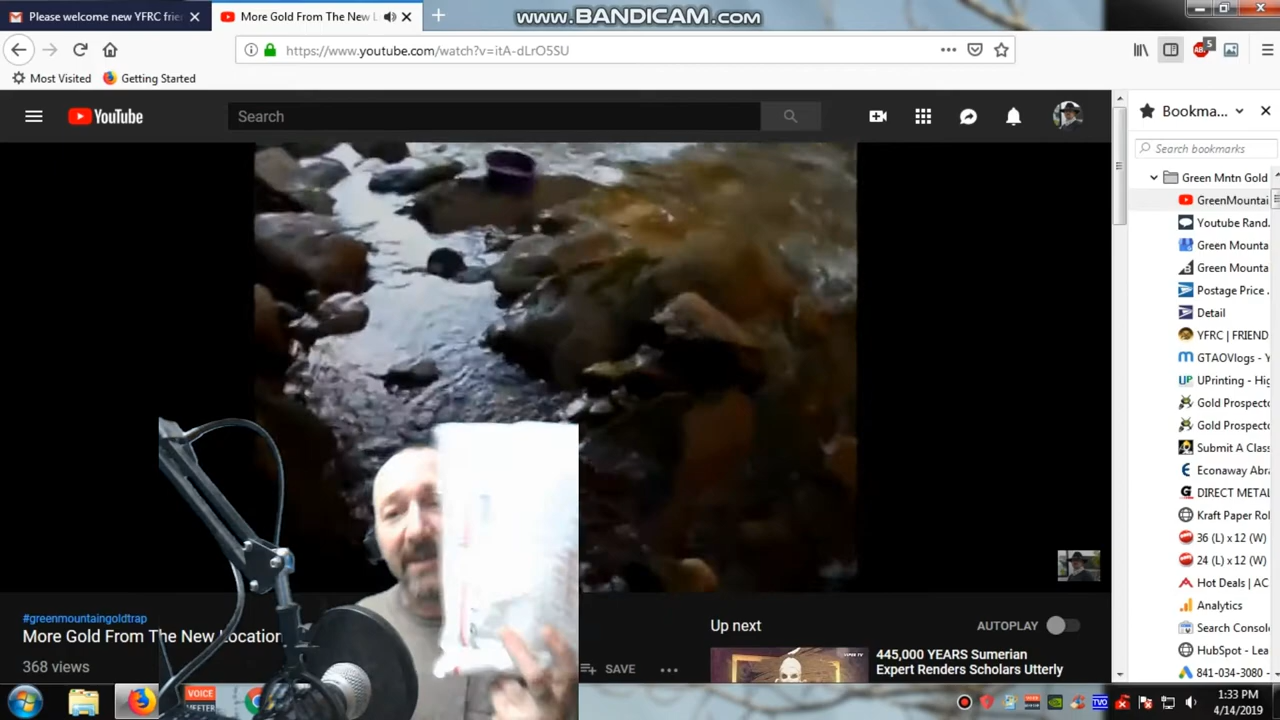 Please welcome new YFRC frie
More Gold From The New L
www.BANDICAM.com
https://www.youtube.com/watch?v=itA-dLrO5SU
5
Most Visited
Getting Started
YouTube
Search
Bookma...
Search bookmarks
Green Mntn Gold
GreenMountai
Youtube Rand.
Green Mounta
Green Mounta
Postage Price .
Detail
YFRC | FRIEND
GTAOVlogs - Y
UPrinting - Hig
Gold Prospecto
Gold Prospecto
Submit A Class
Econaway Abra
DIRECT METAL
Kraft Paper Rol
36 (L) x 12 (W)
24 (L) x 12 (W)
Hot Deals | AC
Analytics
Search Console
HubSpot - Lea
841-034-3080 -
#greenmountaingoldtrap
More Gold From The New Location
368 views
SAVE
Up next
AUTOPLAY
445,000 YEARS Sumerian
Expert Renders Scholars Utterly
VOICE
MEETER
TVO
1:33 PM
4/14/2019